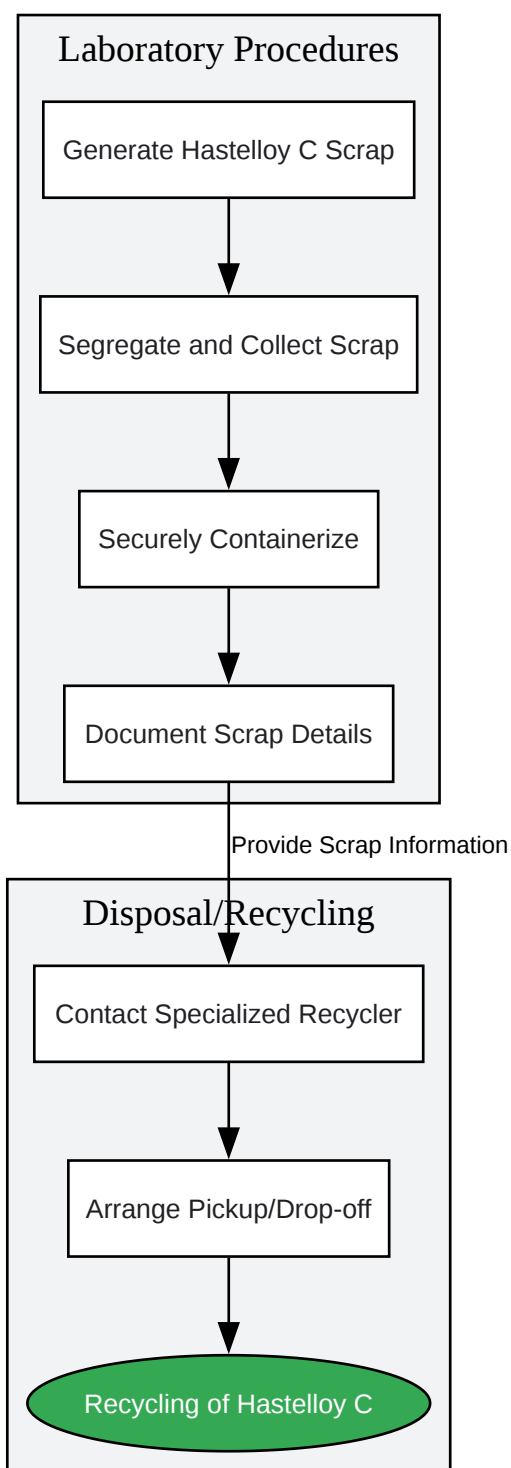 Laboratory Procedures
Generate Hastelloy C Scrap
Segregate and Collect Scrap
Securely Containerize
Document Scrap Details
Provide Scrap Information
Disposal/Recycling
Contact Specialized Recycler
Arrange Pickup/Drop-off
Recycling of Hastelloy C